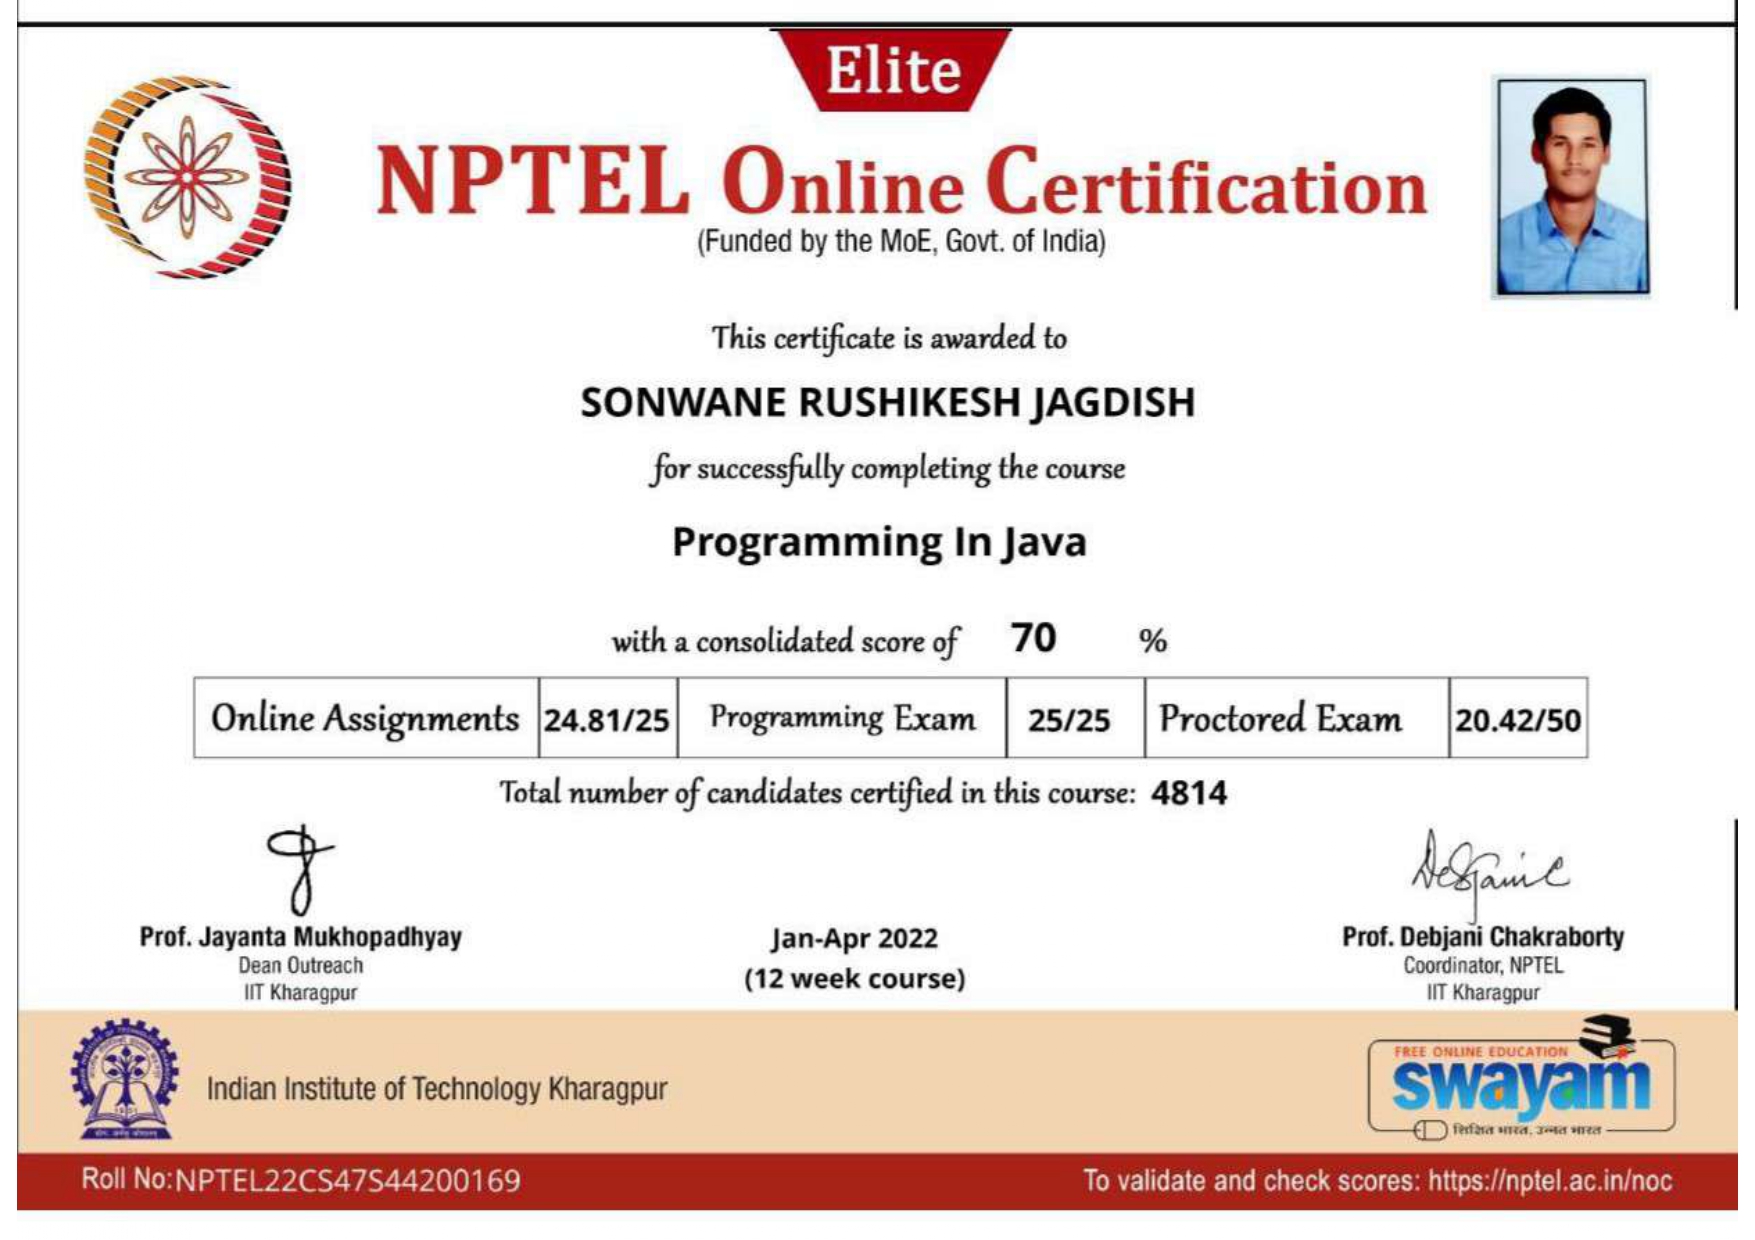 Elite
NPTEL Online Certification
(Funded by the MoE, Govt. of India)
This certificate is awarded to
SONWANE RUSHIKESH JAGDISH
for successfully completing the course
Programming In Java
with a consolidated score of 70 %
Online Assignments 24.81/25 Programming Exam 25/25 Proctored Exam 20.42/50
Total number of candidates certified in this course: 4814
Prof. Jayanta Mukhopadhyay
Dean Outreach
IIT Kharagpur
Jan-Apr 2022
(12 week course)
Debjani C
Prof. Debjani Chakraborty
Coordinator, NPTEL
IIT Kharagpur
Indian Institute of Technology Kharagpur
FREE ONLINE EDUCATION
swayam
शिक्षित भारत, उन्नत भारत
Roll No:NPTEL22CS47S44200169
To validate and check scores: https://nptel.ac.in/noc